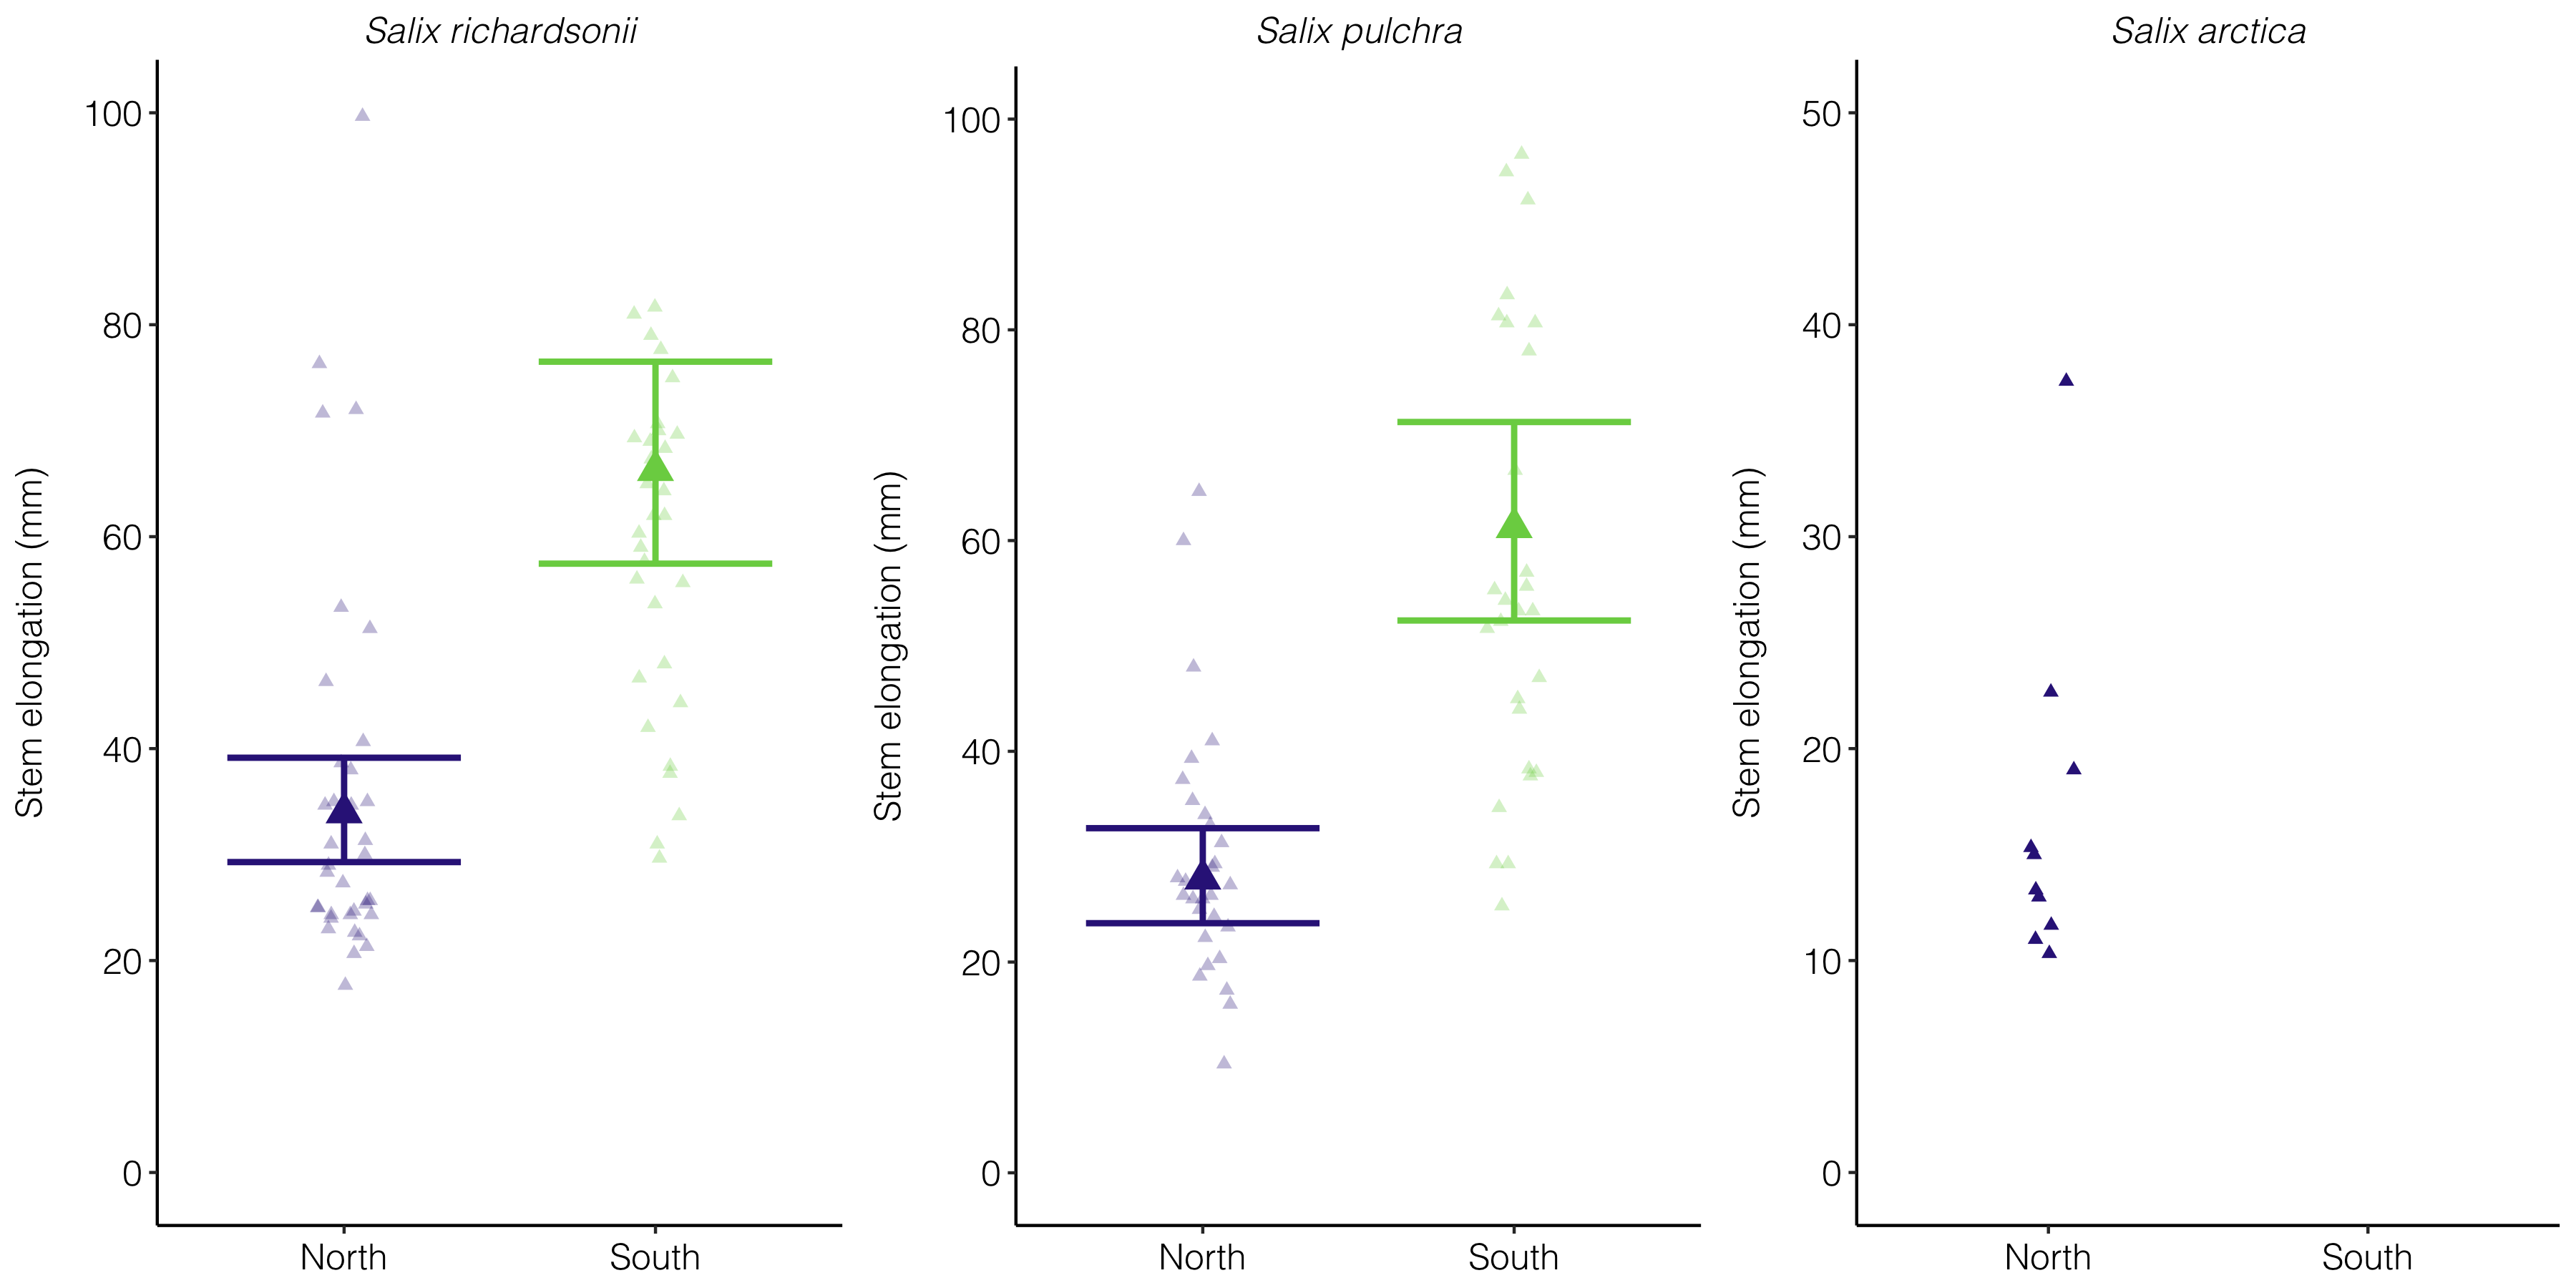 Salix richardsonii
Stem elongation (mm)
100
80
60
40
20
0
North South
Salix pulchra
Stem elongation (mm)
100
80
60
40
20
0
North South
Salix arctica
Stem elongation (mm)
50
40
30
20
10
0
North South